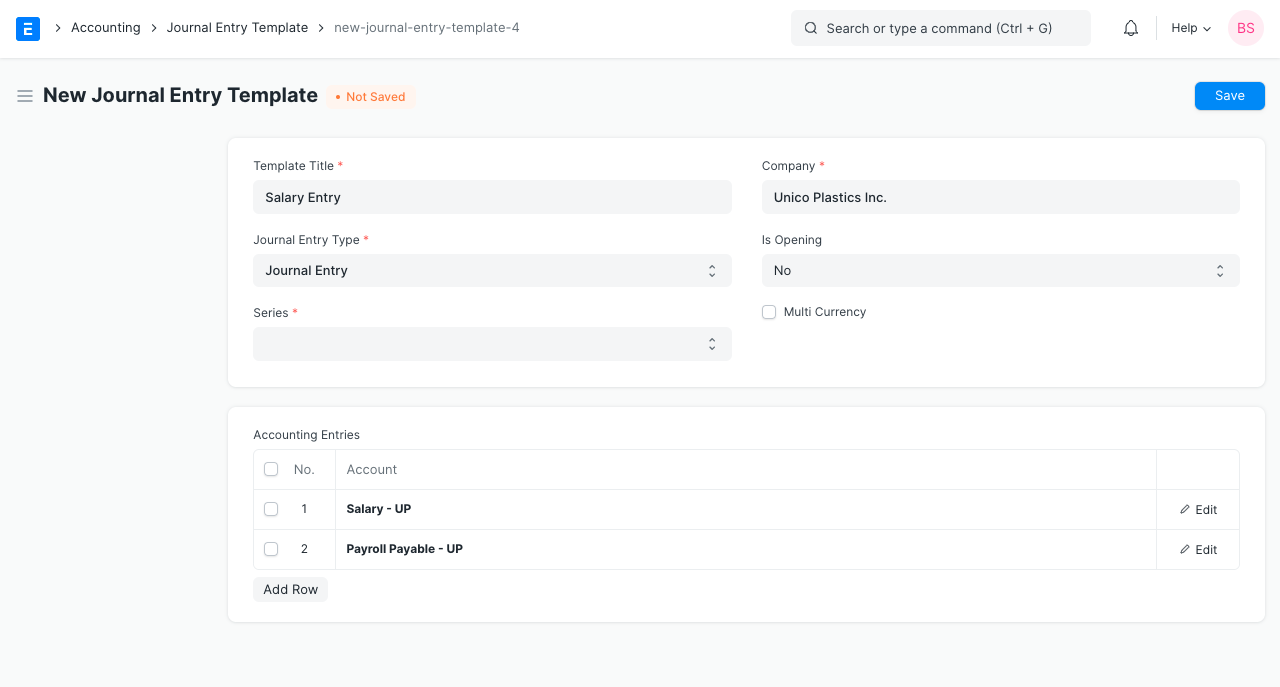 E > Accounting > Journal Entry Template > new-journal-entry-template-4 Search or type a command (Ctrl + G) Help BS
New Journal Entry Template • Not Saved Save
Template Title * Company *
Salary Entry Unico Plastics Inc.
Journal Entry Type * Is Opening
Journal Entry No
Series * Multi Currency
Accounting Entries
No. Account
1 Salary - UP Edit
2 Payroll Payable - UP Edit
Add Row